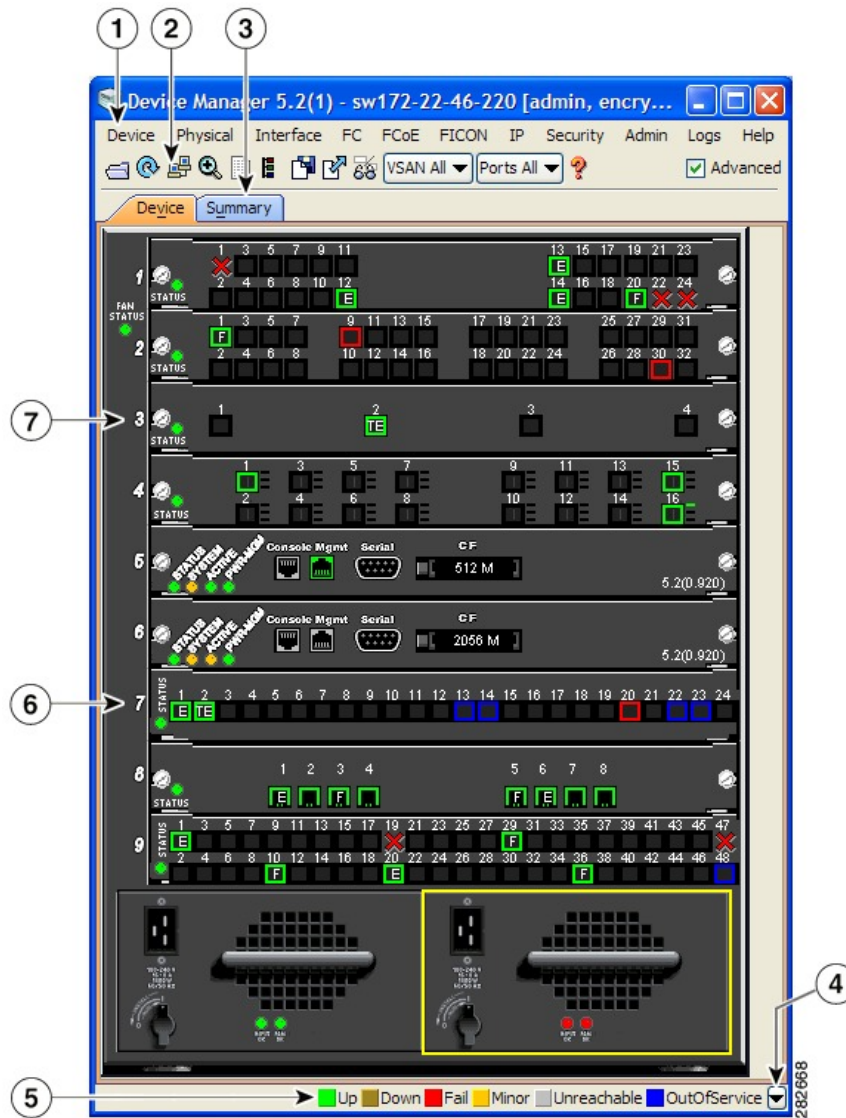 1 2 3
Device Manager 5.2(1) - sw172-22-46-220 [admin, encry...
Device Physical Interface FC FCoE FICON IP Security Admin Logs Help
VSAN All Ports All Advanced
Device Summary
1 3 5 7 9 11 13 15 17 19 21 23
1
E
2 4 6 8 10 12 14 16 18 20 22 24
STATUS
E E F
FAN STATUS
1 3 5 7 9 11 13 15 17 19 21 23 25 27 29 31
F
2
2 4 6 8 10 12 14 16 18 20 22 24 26 28 30 32
STATUS
7
3
1 2 3 4
TE
STATUS
1 3 5 7 9 11 13 15
4
2 4 6 8 10 12 14 16
STATUS
5
STATUS SYSTEM ACTIVE PWR-MGM
Console Mgmt Serial CF
512 M
5.2(0.920)
6
STATUS SYSTEM ACTIVE PWR-MGM
Console Mgmt Serial CF
2056 M
5.2(0.920)
6
7
STATUS
1 2 3 4 5 6 7 8 9 10 11 12 13 14 15 16 17 18 19 20 21 22 23 24
E TE
8
1 2 3 4 5 6 7 8
E F F E
STATUS
9
STATUS
1 3 5 7 9 11 13 15 17 19 21 23 25 27 29 31 33 35 37 39 41 43 45 47
E F
2 4 6 8 10 12 14 16 18 20 22 24 26 28 30 32 34 36 38 40 42 44 46 48
F E F
4
5
Up Down Fail Minor Unreachable OutOfService
282668